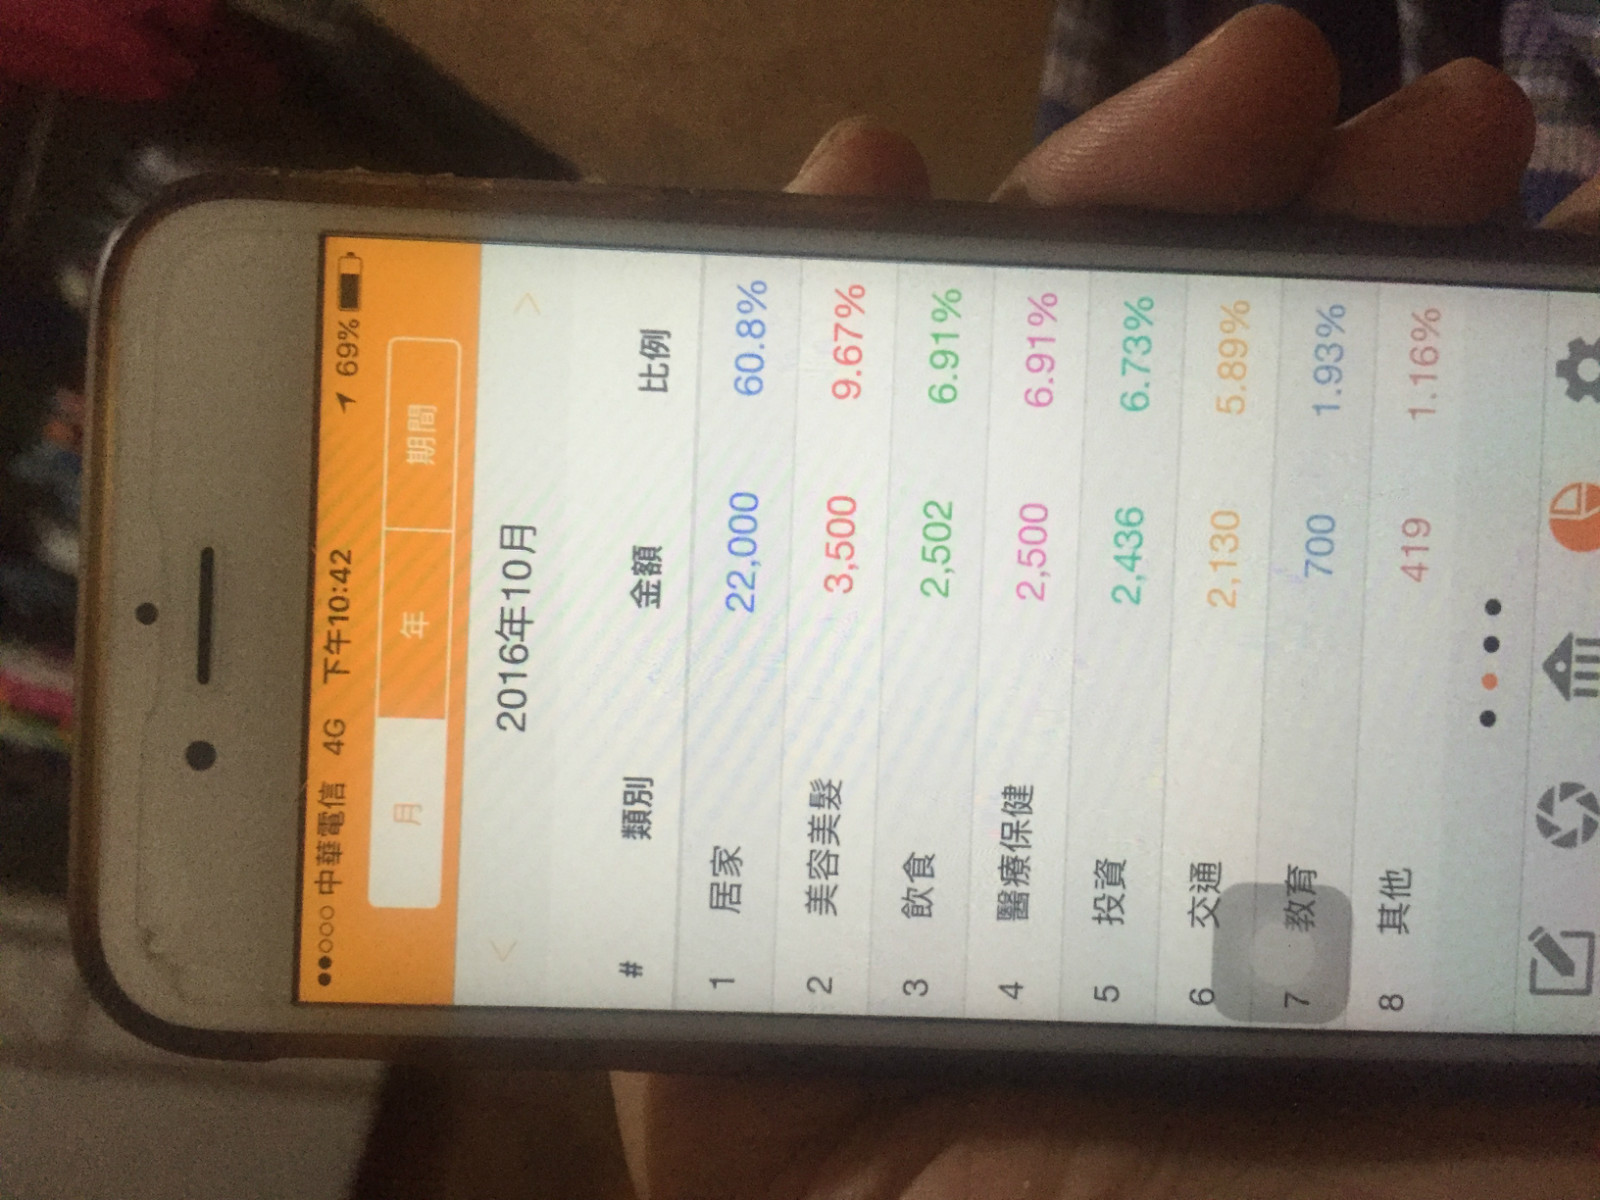 中華電信 4G 下午10:42 69%
月 年 期間
< 2016年10月 >
# 類別 金額 比例
1 居家 22,000 60.8%
2 美容美髮 3,500 9.67%
3 飲食 2,502 6.91%
4 醫療保健 2,500 6.91%
5 投資 2,436 6.73%
6 交通 2,130 5.89%
7 教育 700 1.93%
8 其他 419 1.16%